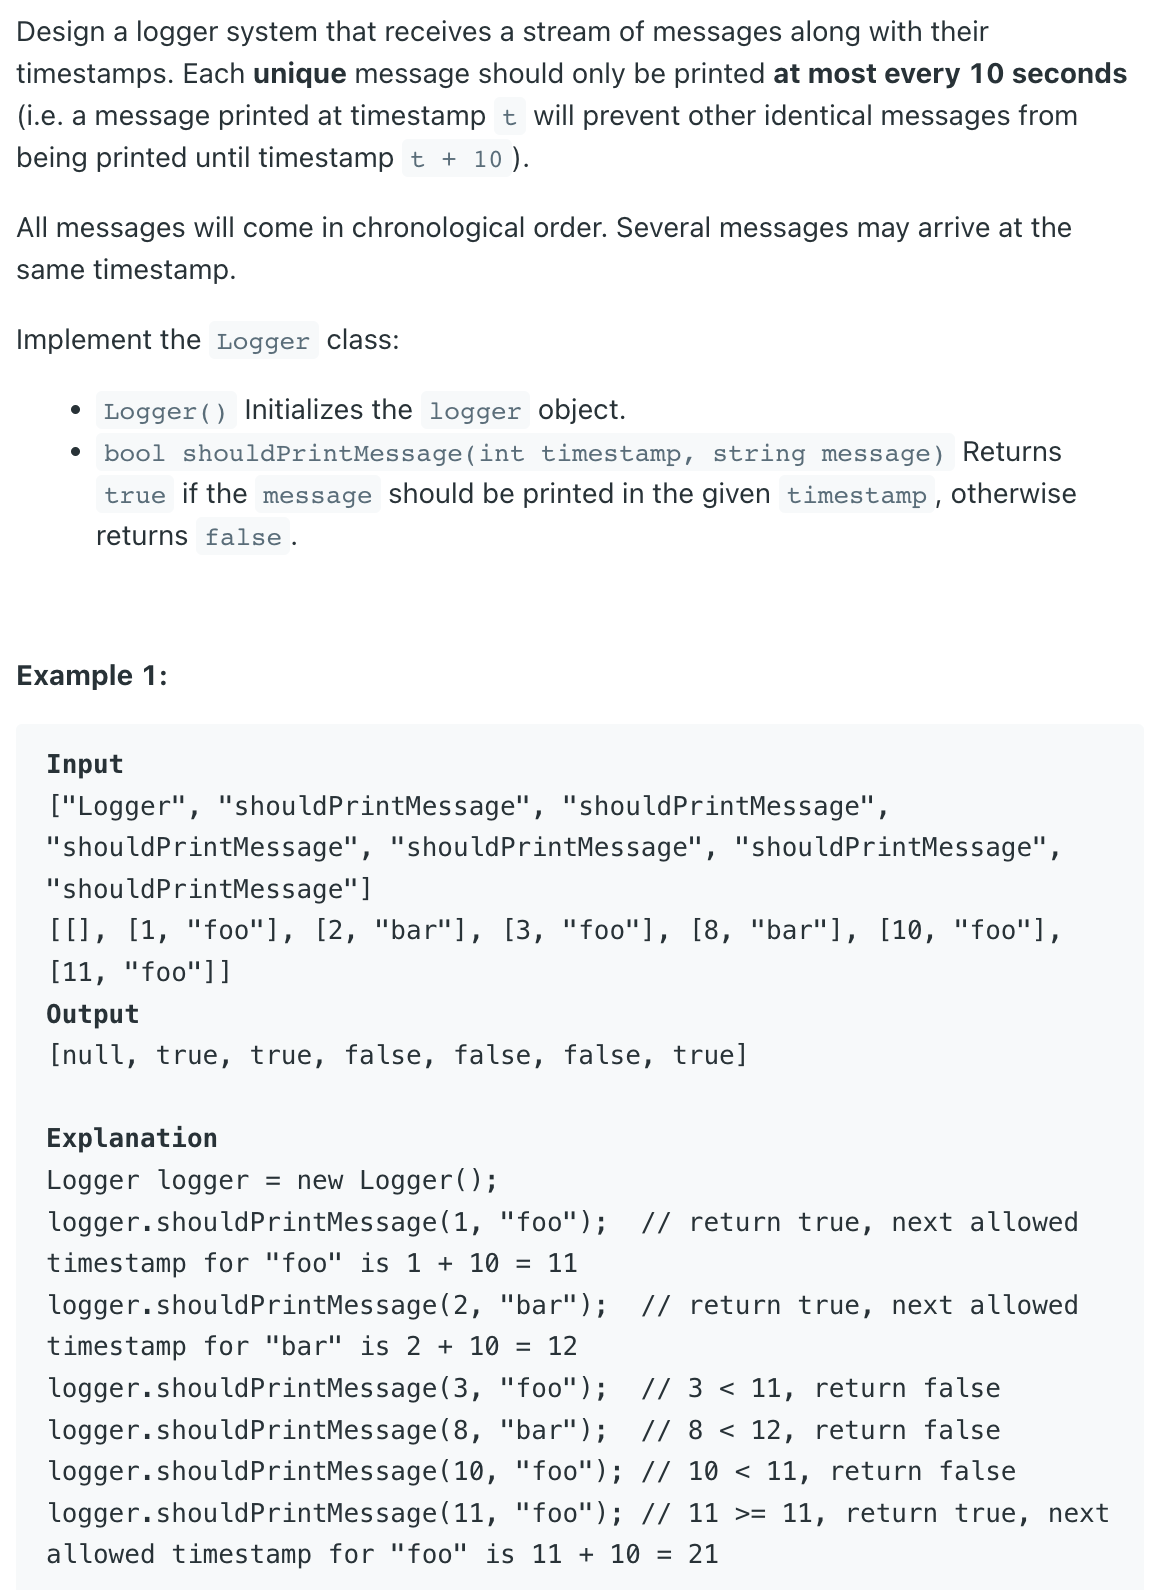 Design a logger system that receives a stream of messages along with their
timestamps. Each unique message should only be printed at most every 10 seconds
(i.e. a message printed at timestamp t will prevent other identical messages from
being printed until timestamp t + 10 ).
All messages will come in chronological order. Several messages may arrive at the
same timestamp.
Implement the Logger class:
• Logger() Initializes the logger object.
• bool shouldPrintMessage(int timestamp, string message) Returns
true if the message should be printed in the given timestamp, otherwise
returns false.
Example 1:
Input
["Logger", "shouldPrintMessage", "shouldPrintMessage",
"shouldPrintMessage", "shouldPrintMessage", "shouldPrintMessage",
"shouldPrintMessage"]
[[], [1, "foo"], [2, "bar"], [3, "foo"], [8, "bar"], [10, "foo"],
[11, "foo"]]
Output
[null, true, true, false, false, false, true]
Explanation
Logger logger = new Logger();
logger.shouldPrintMessage(1, "foo");  // return true, next allowed
timestamp for "foo" is 1 + 10 = 11
logger.shouldPrintMessage(2, "bar");  // return true, next allowed
timestamp for "bar" is 2 + 10 = 12
logger.shouldPrintMessage(3, "foo");  // 3 < 11, return false
logger.shouldPrintMessage(8, "bar");  // 8 < 12, return false
logger.shouldPrintMessage(10, "foo"); // 10 < 11, return false
logger.shouldPrintMessage(11, "foo"); // 11 >= 11, return true, next
allowed timestamp for "foo" is 11 + 10 = 21